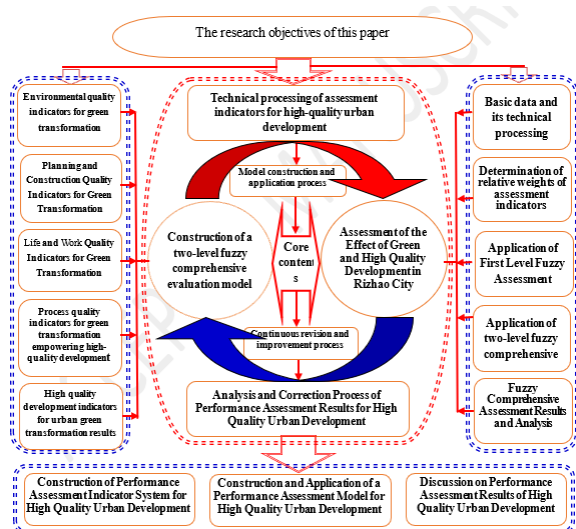 The research objectives of this paper
Environmental quality
indicators for
green
transformation
Planning and
Construction Quality
Indicators for Green
Transformation
Life and Work Quality
Indicators for Green
Transformation
Process quality
indicators for green
transformation
empowering high-
quality development
High quality
development indicators
for urban green
transformation results
Technical processing of assessment
indicators for high-quality urban
development
Model construction and
application process
Construction of a
two-level fuzzy
comprehensive
evaluation model
Core
content
s
Assessment of the
Effect of Green
and High Quality
Development in
Rizhao City
Continuous revision and
improvement process
Analysis and Correction Process of
Performance Assessment Results for High
Quality Urban Development
Basic data and
its technical
processing
Determination of
relative weights of
assessment
indicators
Application of
First Level Fuzzy
Assessment
Application of
two-level fuzzy
comprehensive
Fuzzy
Comprehensive
Assessment Results
and Analysis
Construction of Performance
Assessment Indicator System for
High Quality Urban Development
Construction and Application of a
Performance Assessment Model for
High Quality Urban Development
Discussion on Performance
Assessment Results of High
Quality Urban Development